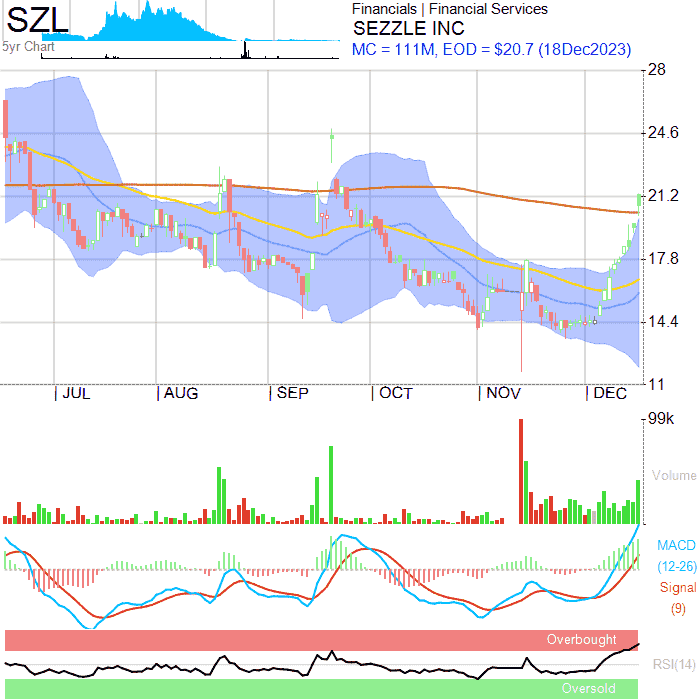 SZL
5yr Chart
Financials | Financial Services
SEZZLE INC
MC = 111M, EOD = $20.7 (18Dec2023)
28
24.6
21.2
17.8
14.4
11
| JUL | AUG | SEP | OCT | NOV | DEC
99k
Volume
MACD
(12-26)
Signal
(9)
Overbought
RSI(14)
Oversold